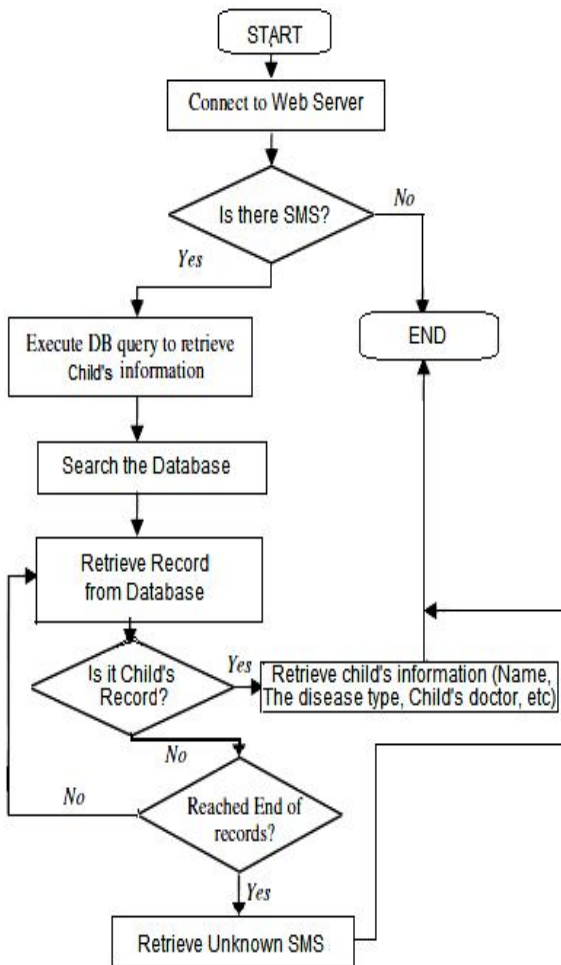 START
Connect to Web Server
Is there SMS?
No
Yes
Execute DB query to retrieve
Child's information
END
Search the Database
Retrieve Record
from Database
Is it Child's
Record?
Yes
Retrieve child's information (Name,
The disease type, Child's doctor, etc)
No
No
Reached End of
records?
Yes
Retrieve Unknown SMS